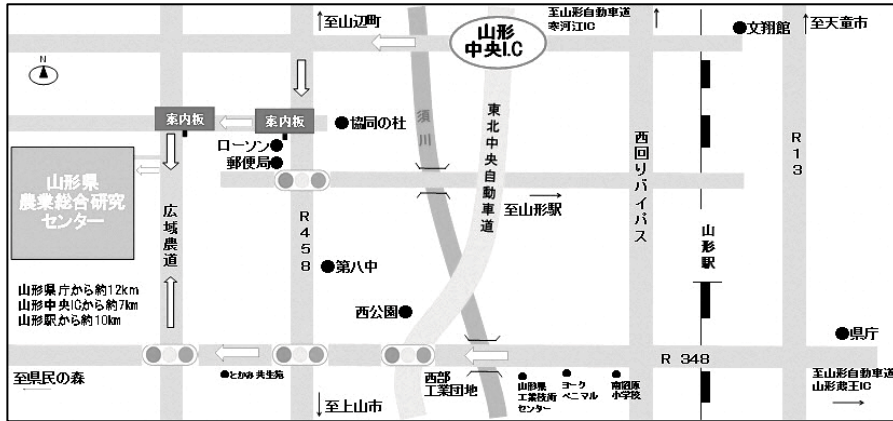 至山辺町
山形
中央I.C
至山形自動車道
寒河江IC
文翔館
至天童市
N
案内板
案内板
協同の杜
ローソン
郵便局
須川
東北中央自動車道
西回りバイパス
R13
山形県
農業総合研究
センター
広域農道
R458
至山形駅
山形駅
第八中
山形県庁から約12km
山形中央ICから約7km
山形駅から約10km
西公園
県庁
R 348
至県民の森
とかみ共生苑
西部
工業団地
山形県
工業技術
センター
ヨーク
ベニマル
南沼原
小学校
至山形自動車道
山形蔵王IC
至上山市